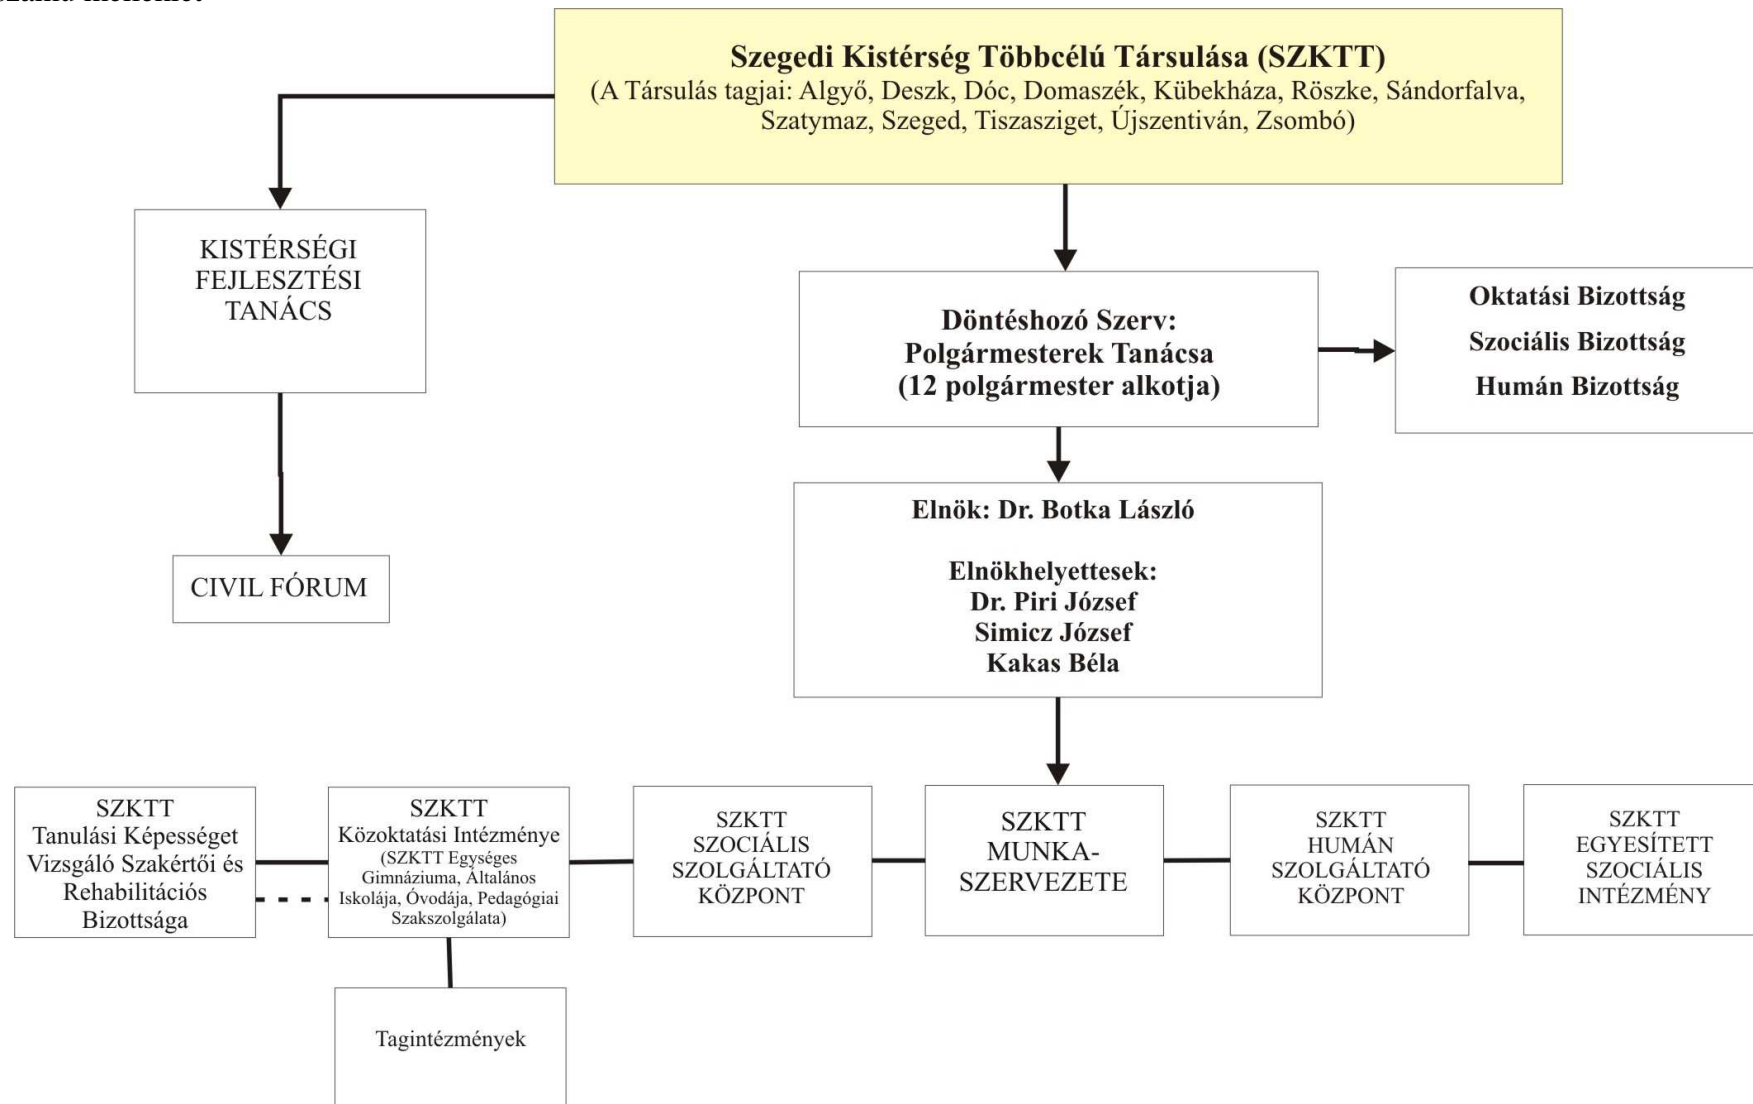 Szegedi Kistérség Többcélú Társulása (SZKTT)
(A Társulás tagjai: Algyő, Deszk, Dóc, Domaszék, Kübekháza, Röszke, Sándorfalva,
Szatymaz, Szeged, Tiszasziget, Újszentiván, Zsombó)
KISTÉRSÉGI
FEJLESZTÉSI
TANÁCS
CIVIL FÓRUM
Döntéshozó Szerv:
Polgármesterek Tanácsa
(12 polgármester alkotja)
Oktatási Bizottság
Szociális Bizottság
Humán Bizottság
Elnök: Dr. Botka László
Elnökhelyettesek:
Dr. Piri József
Simicz József
Kakas Béla
SZKTT
Tanulási Képességet
Vizsgáló Szakértői és
Rehabilitációs
Bizottsága
SZKTT
Közoktatási Intézménye
(SZKTT Egységes
Gimnáziuma, Általános
Iskolája, Óvodája, Pedagógiai
Szakszolgálata)
Tagintézmények
SZKTT
SZOCIÁLIS
SZOLGÁLTATÓ
KÖZPONT
SZKTT
MUNKA-
SZERVEZETE
SZKTT
HUMÁN
SZOLGÁLTATÓ
KÖZPONT
SZKTT
EGYESÍTETT
SZOCIÁLIS
INTÉZMÉNY